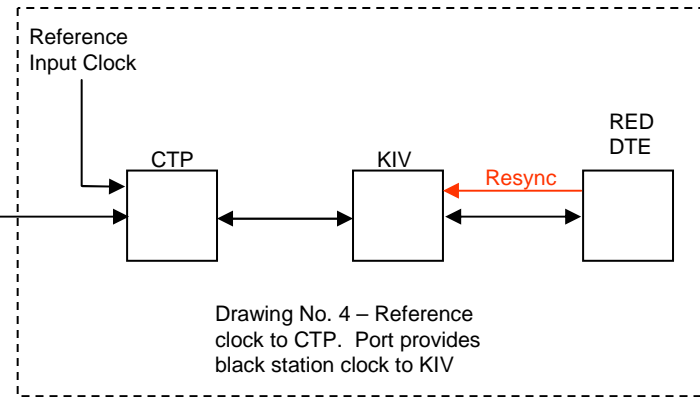 Reference
Input Clock
CTP
KIV
RED
DTE
Resync
Drawing No. 4 – Reference
clock to CTP.  Port provides
black station clock to KIV